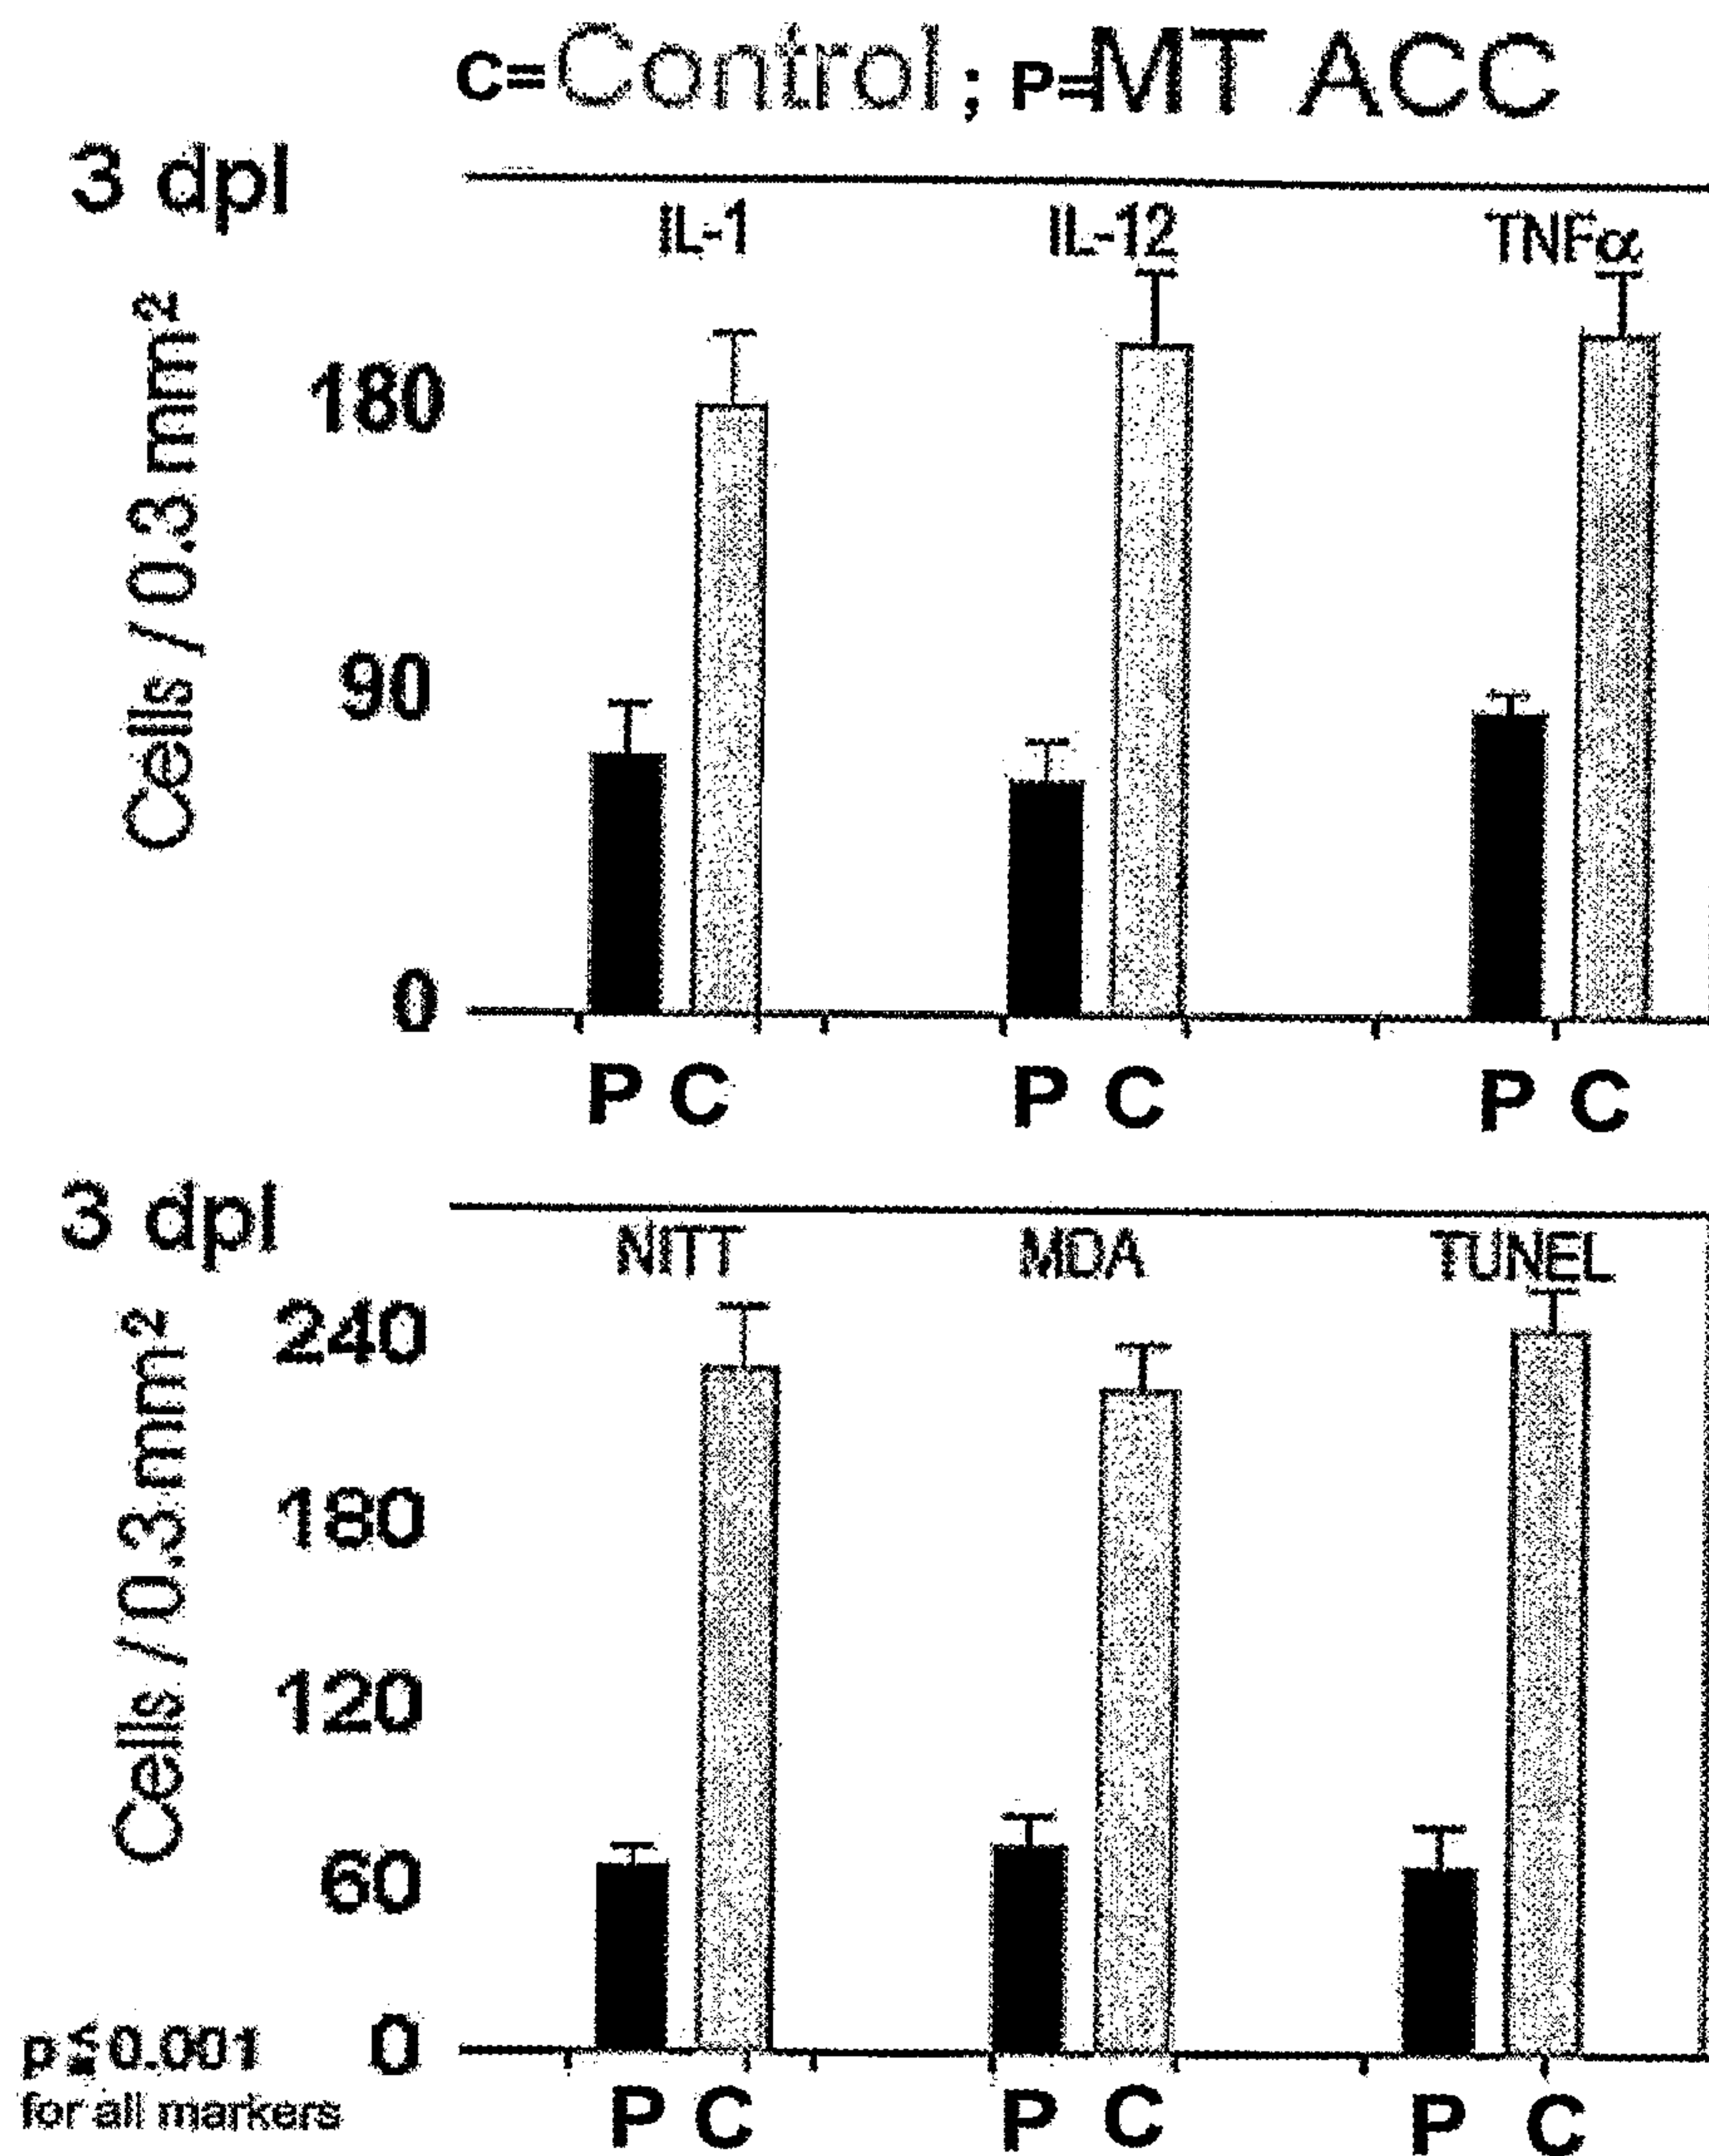 C=Control ; P=MT ACC
3 dpl
IL-1 IL-12 TNFα
Cells / 0.3 mm²
180
90
0
P C P C P C
3 dpl
NITT MDA TUNEL
Cells / 0.3 mm²
240
180
120
60
0
p≦0.001
for all markers
P C P C P C